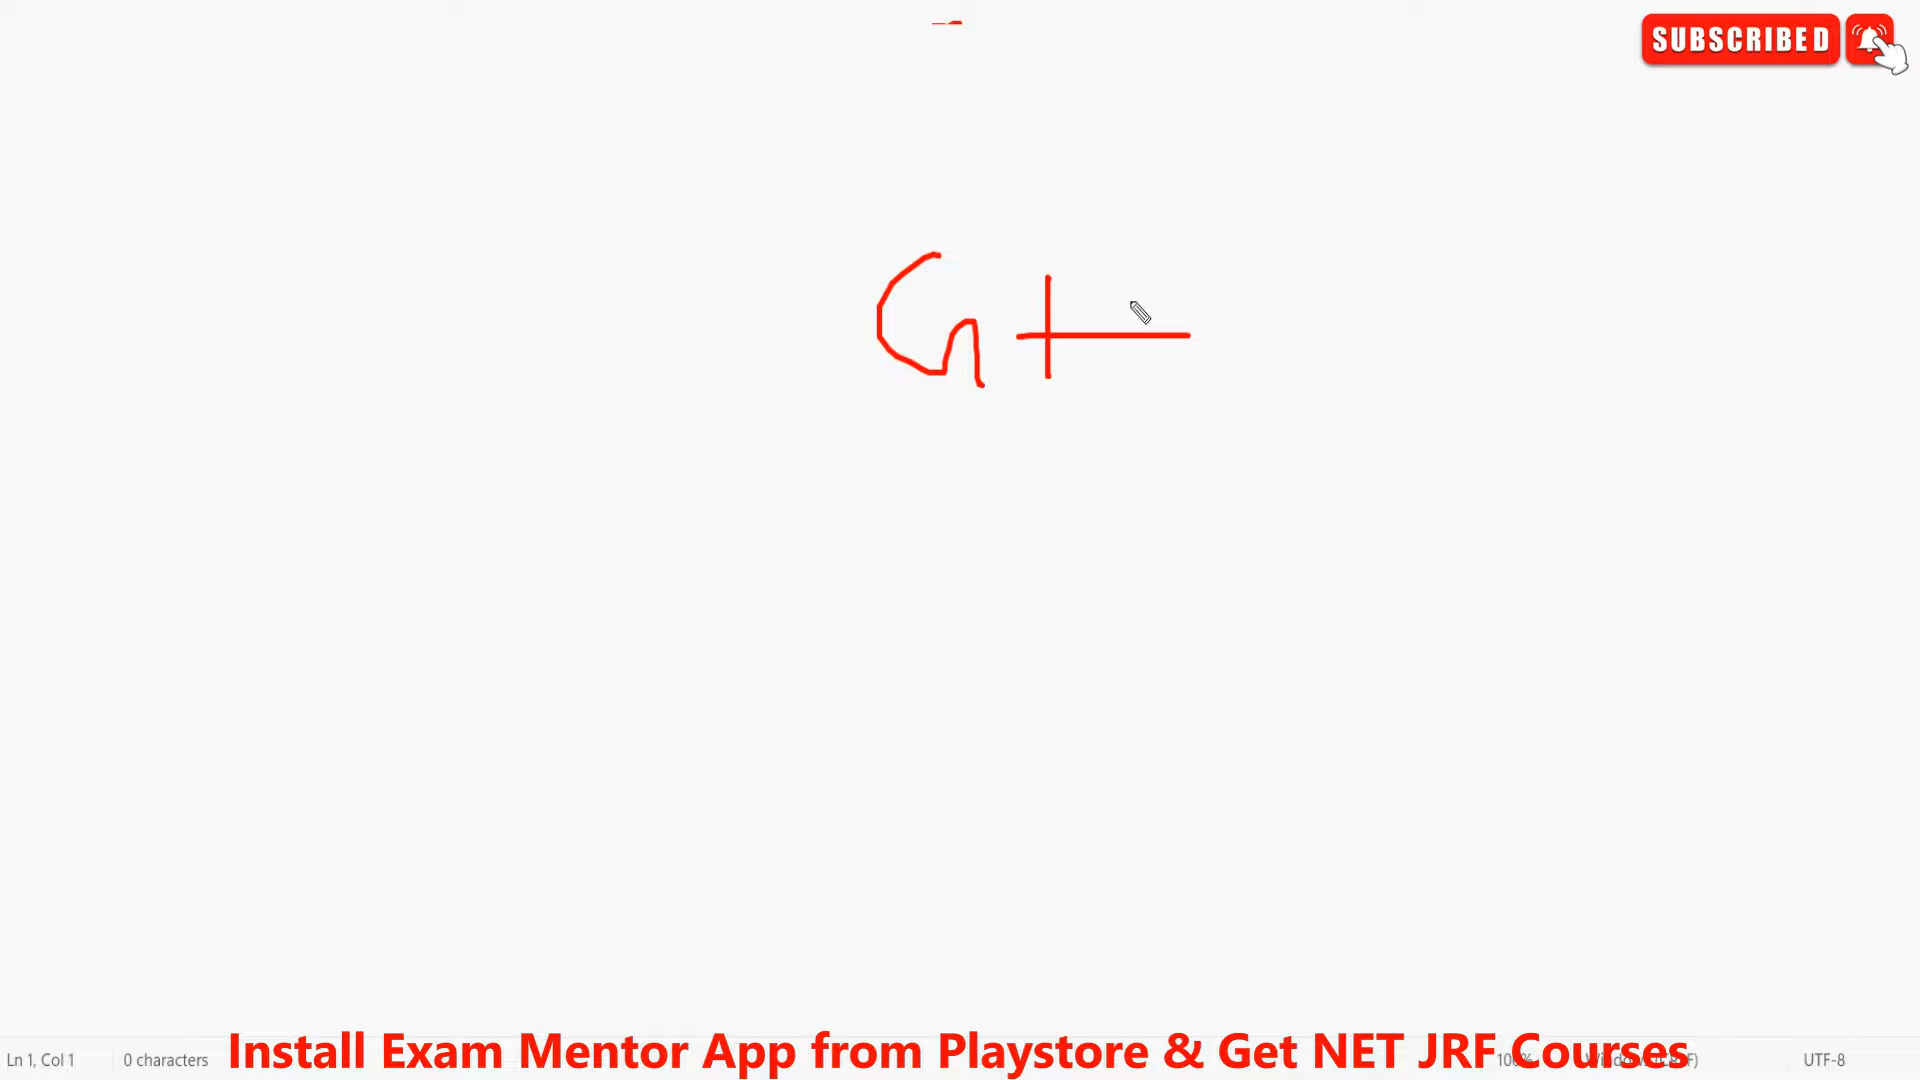 SUBSCRIBED
G+
Install Exam Mentor App from Playstore & Get NET JRF Courses
Ln 1, Col 1
0 characters
100%
UTF-8